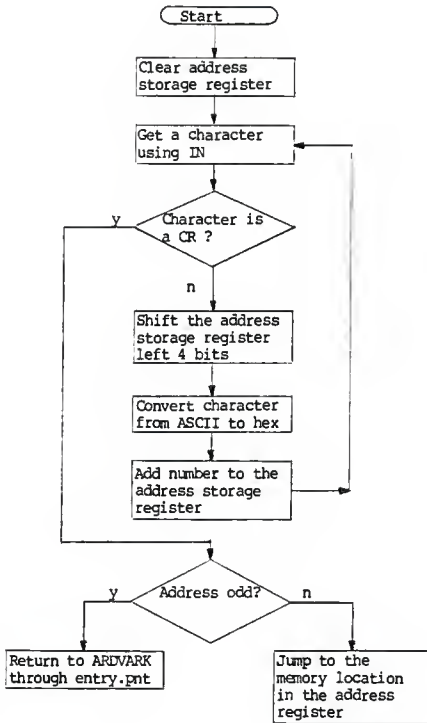 Start
Clear address
storage register
Get a character
using IN
y
Character is
a CR ?
n
Shift the address
storage register
left 4 bits
Convert character
from ASCII to hex
Add number to the
address storage
register
y
Address odd?
n
Return to ARDVARK
through entry.pnt
Jump to the
memory location
in the address
register